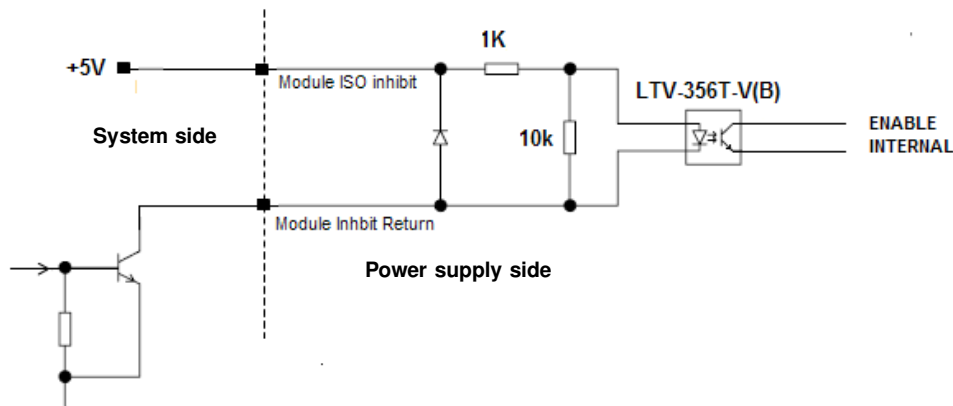 1K
+5V
Module ISO inhibit
LTV-356T-V(B)
System side
10k
ENABLE
INTERNAL
Module Inhbit Return
Power supply side